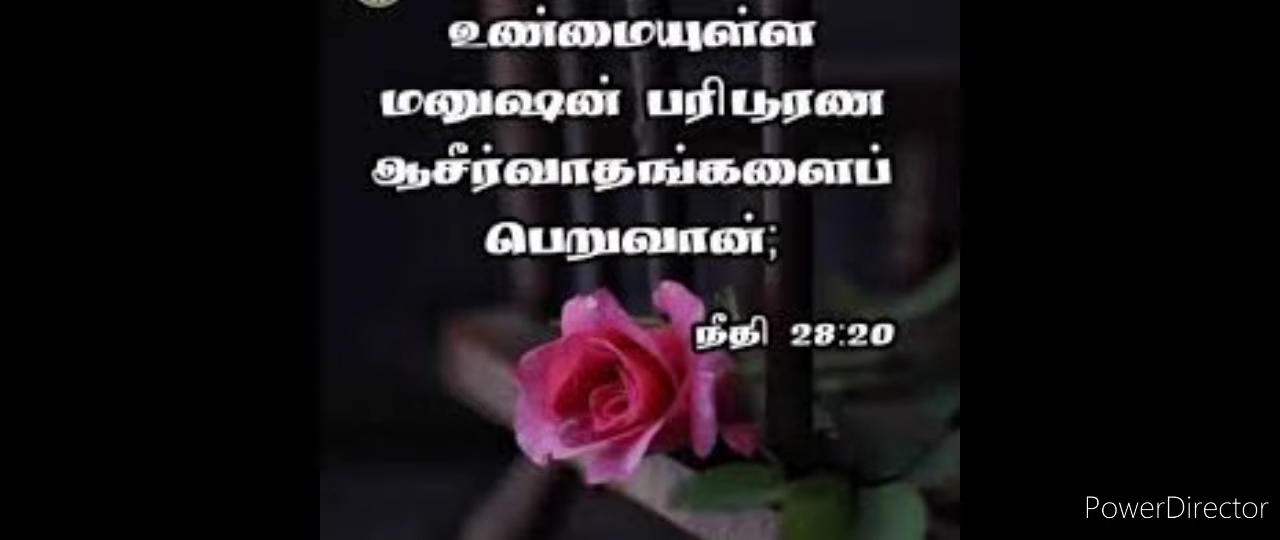 உண்மையுள்ள
மனுஷன் பரிபூரண
ஆசீர்வாதங்களைப்
பெறுவான்;
நீதி 28:20
PowerDirector